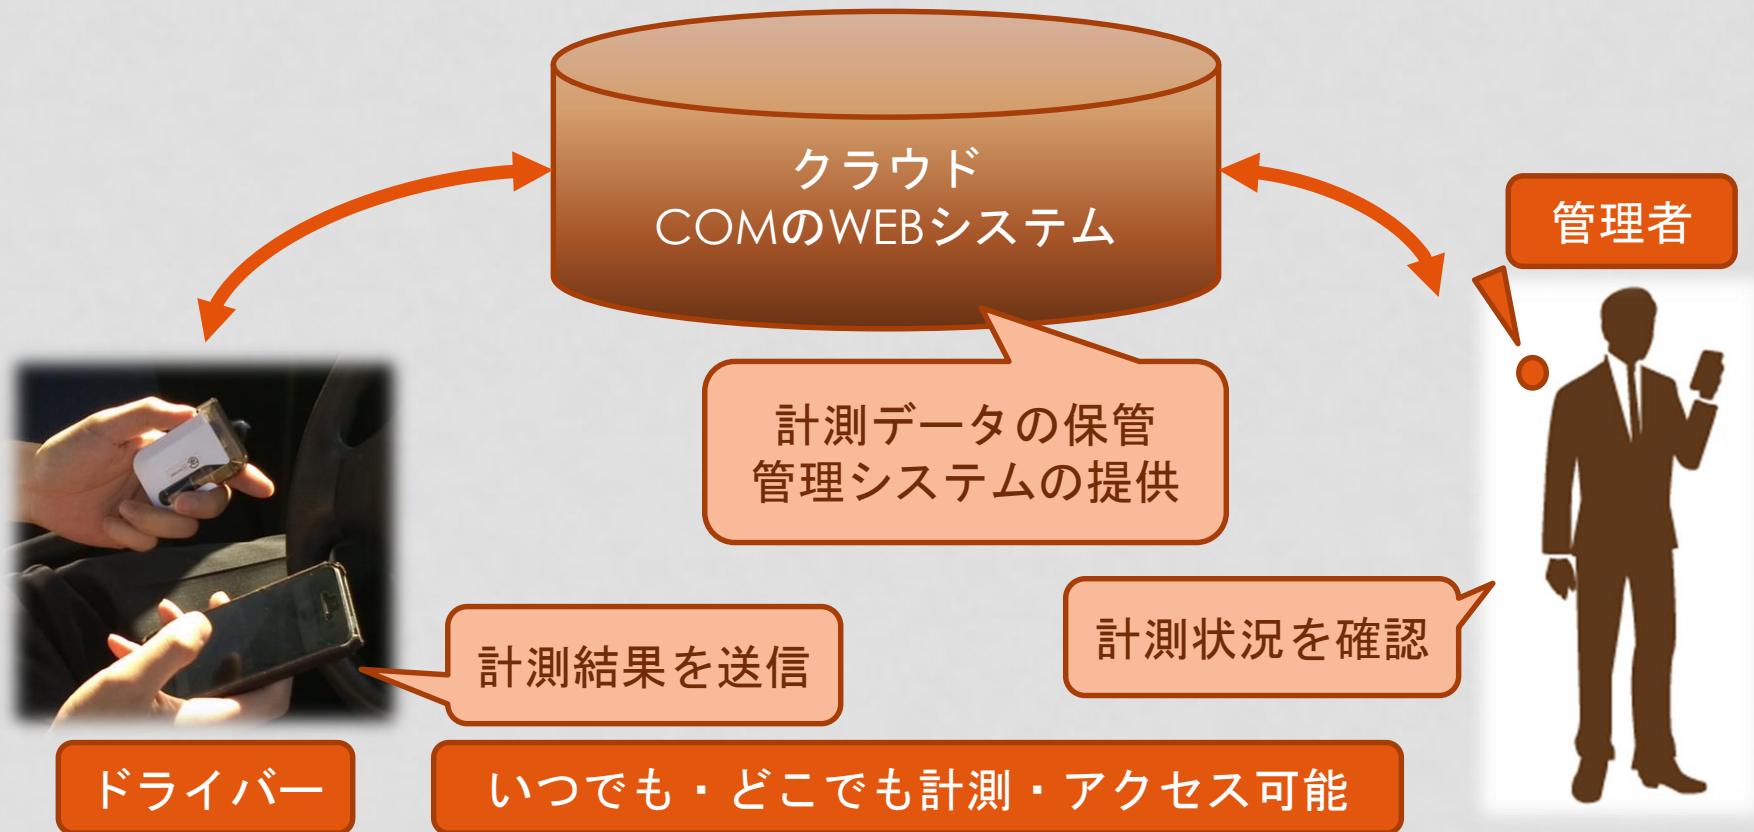 クラウド
COMのWEBシステム
管理者
計測データの保管
管理システムの提供
計測状況を確認
計測結果を送信
ドライバー
いつでも・どこでも計測・アクセス可能